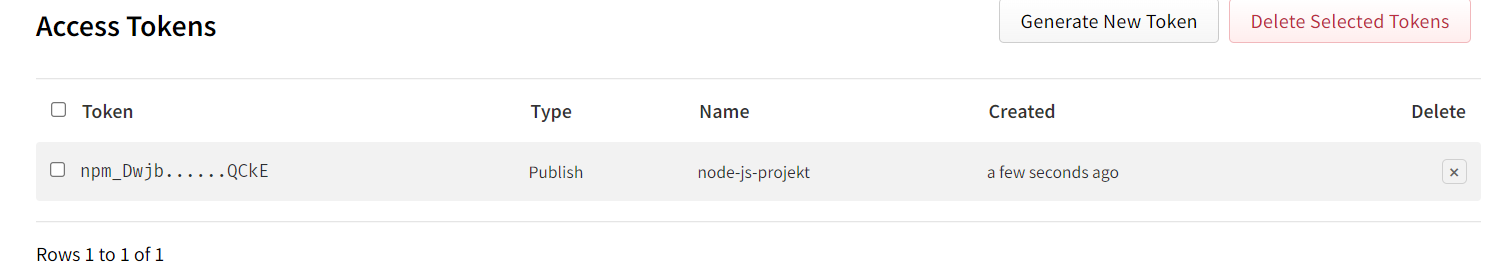 Access Tokens
Generate New Token
Delete Selected Tokens
Token Type Name Created Delete
npm_Dwjb......QCkE Publish node-js-projekt a few seconds ago ×
Rows 1 to 1 of 1